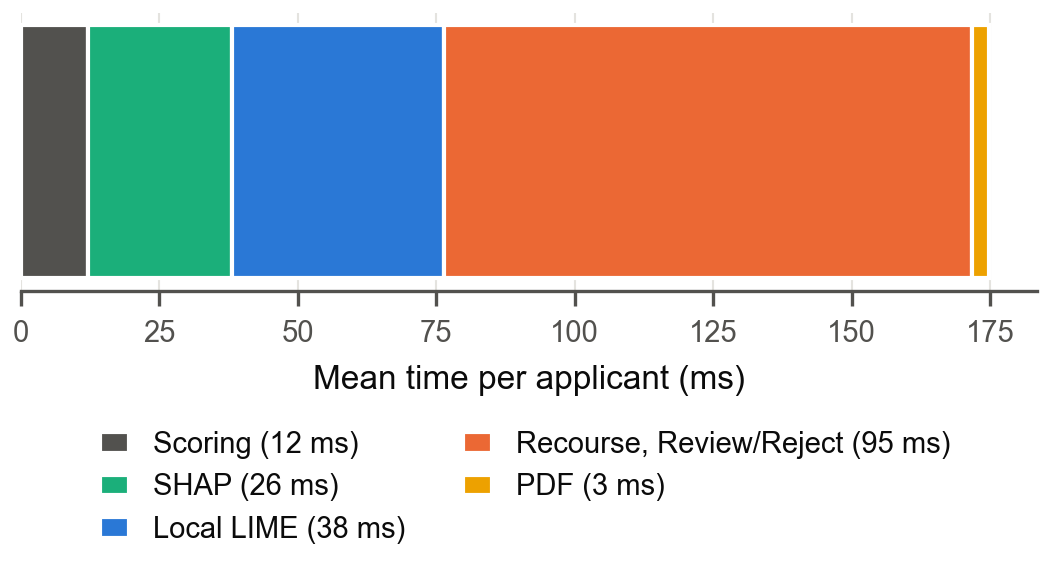 0 25 50 75 100 125 150 175
Mean time per applicant (ms)
Scoring (12 ms)
SHAP (26 ms)
Local LIME (38 ms)
Recourse, Review/Reject (95 ms)
PDF (3 ms)